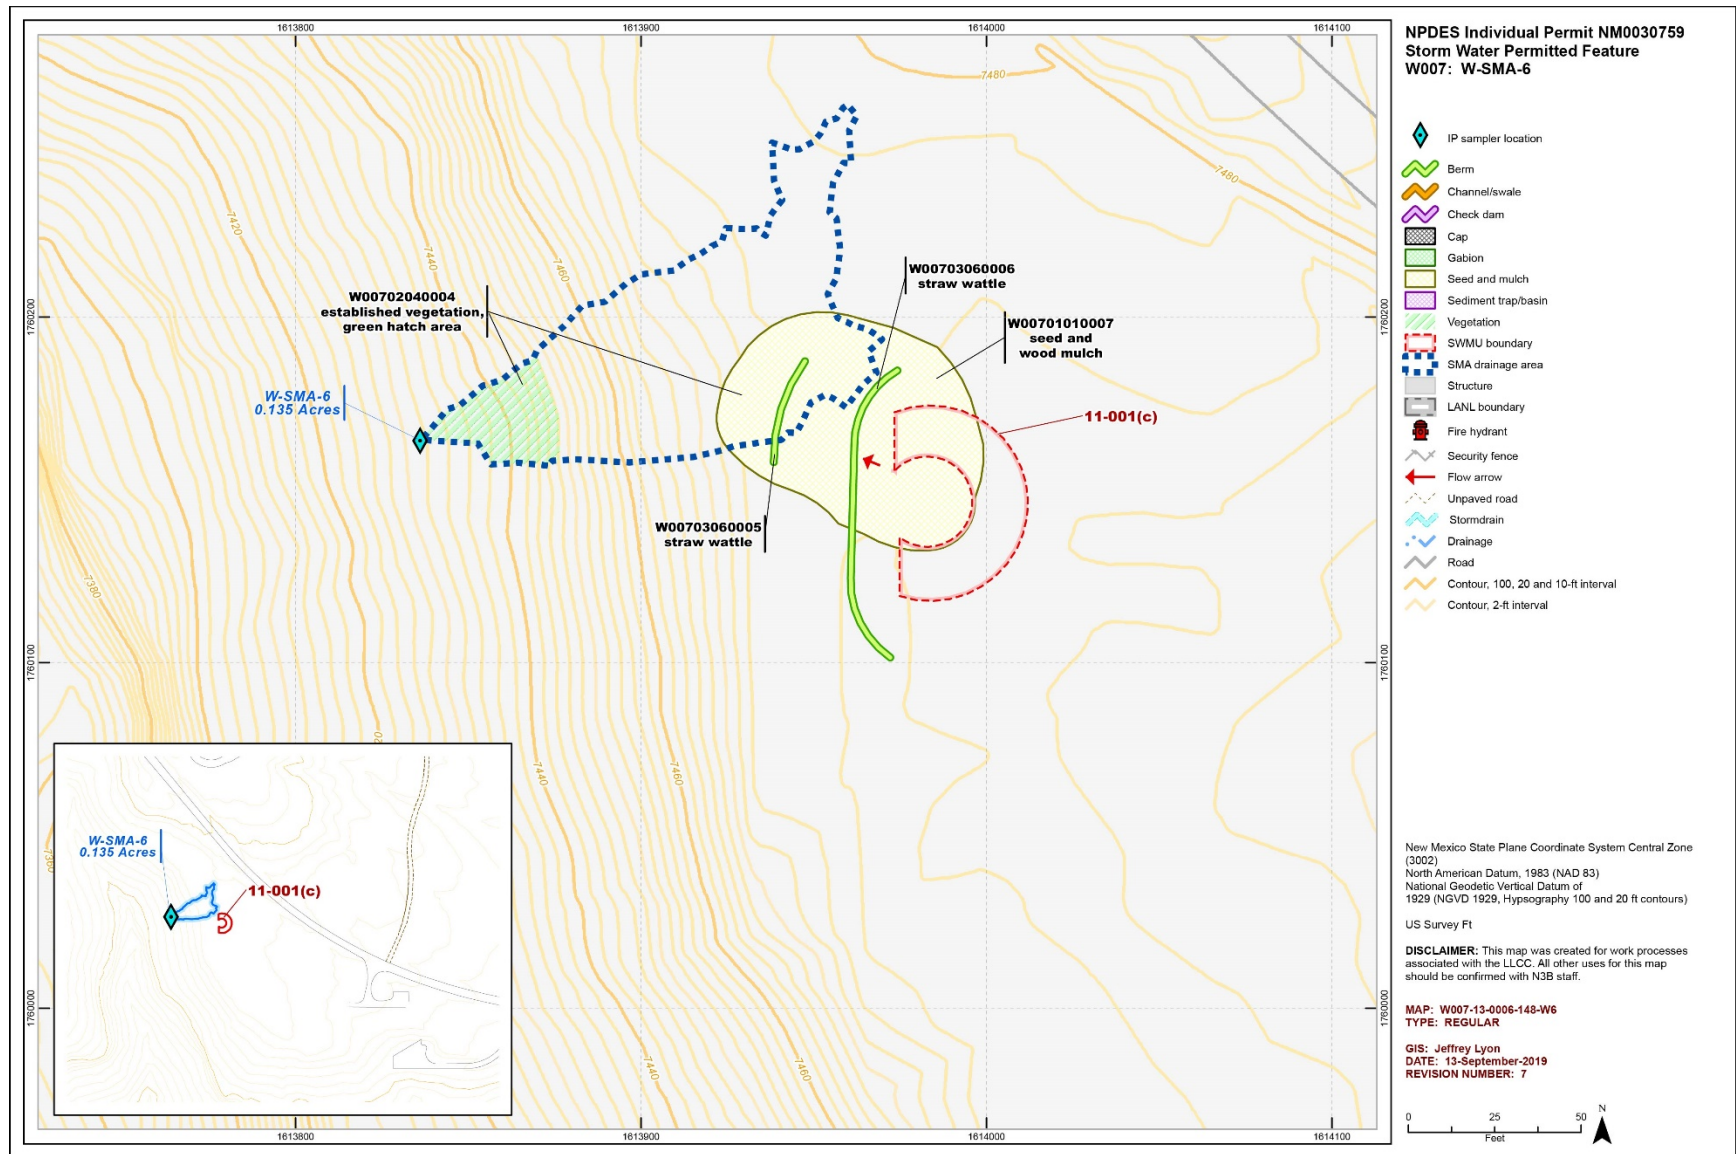 1613800
1613900
1614000
1614100
NPDES Individual Permit NM0030759
Storm Water Permitted Feature
W007: W-SMA-6
IP sampler location
Berm
Channel/swale
Check dam
Cap
Gabion
Seed and mulch
Sediment trap/basin
Vegetation
SWMU boundary
SMA drainage area
Structure
LANL boundary
Fire hydrant
Security fence
Flow arrow
Unpaved road
Stormdrain
Drainage
Road
Contour, 100, 20 and 10-ft interval
Contour, 2-ft interval
7480
7480
7420
7440
7460
W00702040004
established vegetation,
green hatch area
W00703060006
straw wattle
W00701010007
seed and
wood mulch
1760200
1760200
W-SMA-6
0.135 Acres
11-001(c)
W00703060005
straw wattle
7380
1760100
1760100
20
7440
7460
W-SMA-6
0.135 Acres
7380
11-001(c)
1760000
1760000
7440
7460
1613800
1613900
1614000
1614100
New Mexico State Plane Coordinate System Central Zone
(3002)
North American Datum, 1983 (NAD 83)
National Geodetic Vertical Datum of
1929 (NGVD 1929, Hypsography 100 and 20 ft contours)
US Survey Ft
DISCLAIMER: This map was created for work processes
associated with the LLCC. All other uses for this map
should be confirmed with N3B staff.
MAP: W007-13-0006-148-W6
TYPE: REGULAR
GIS: Jeffrey Lyon
DATE: 13-September-2019
REVISION NUMBER: 7
0 25 50
Feet
N